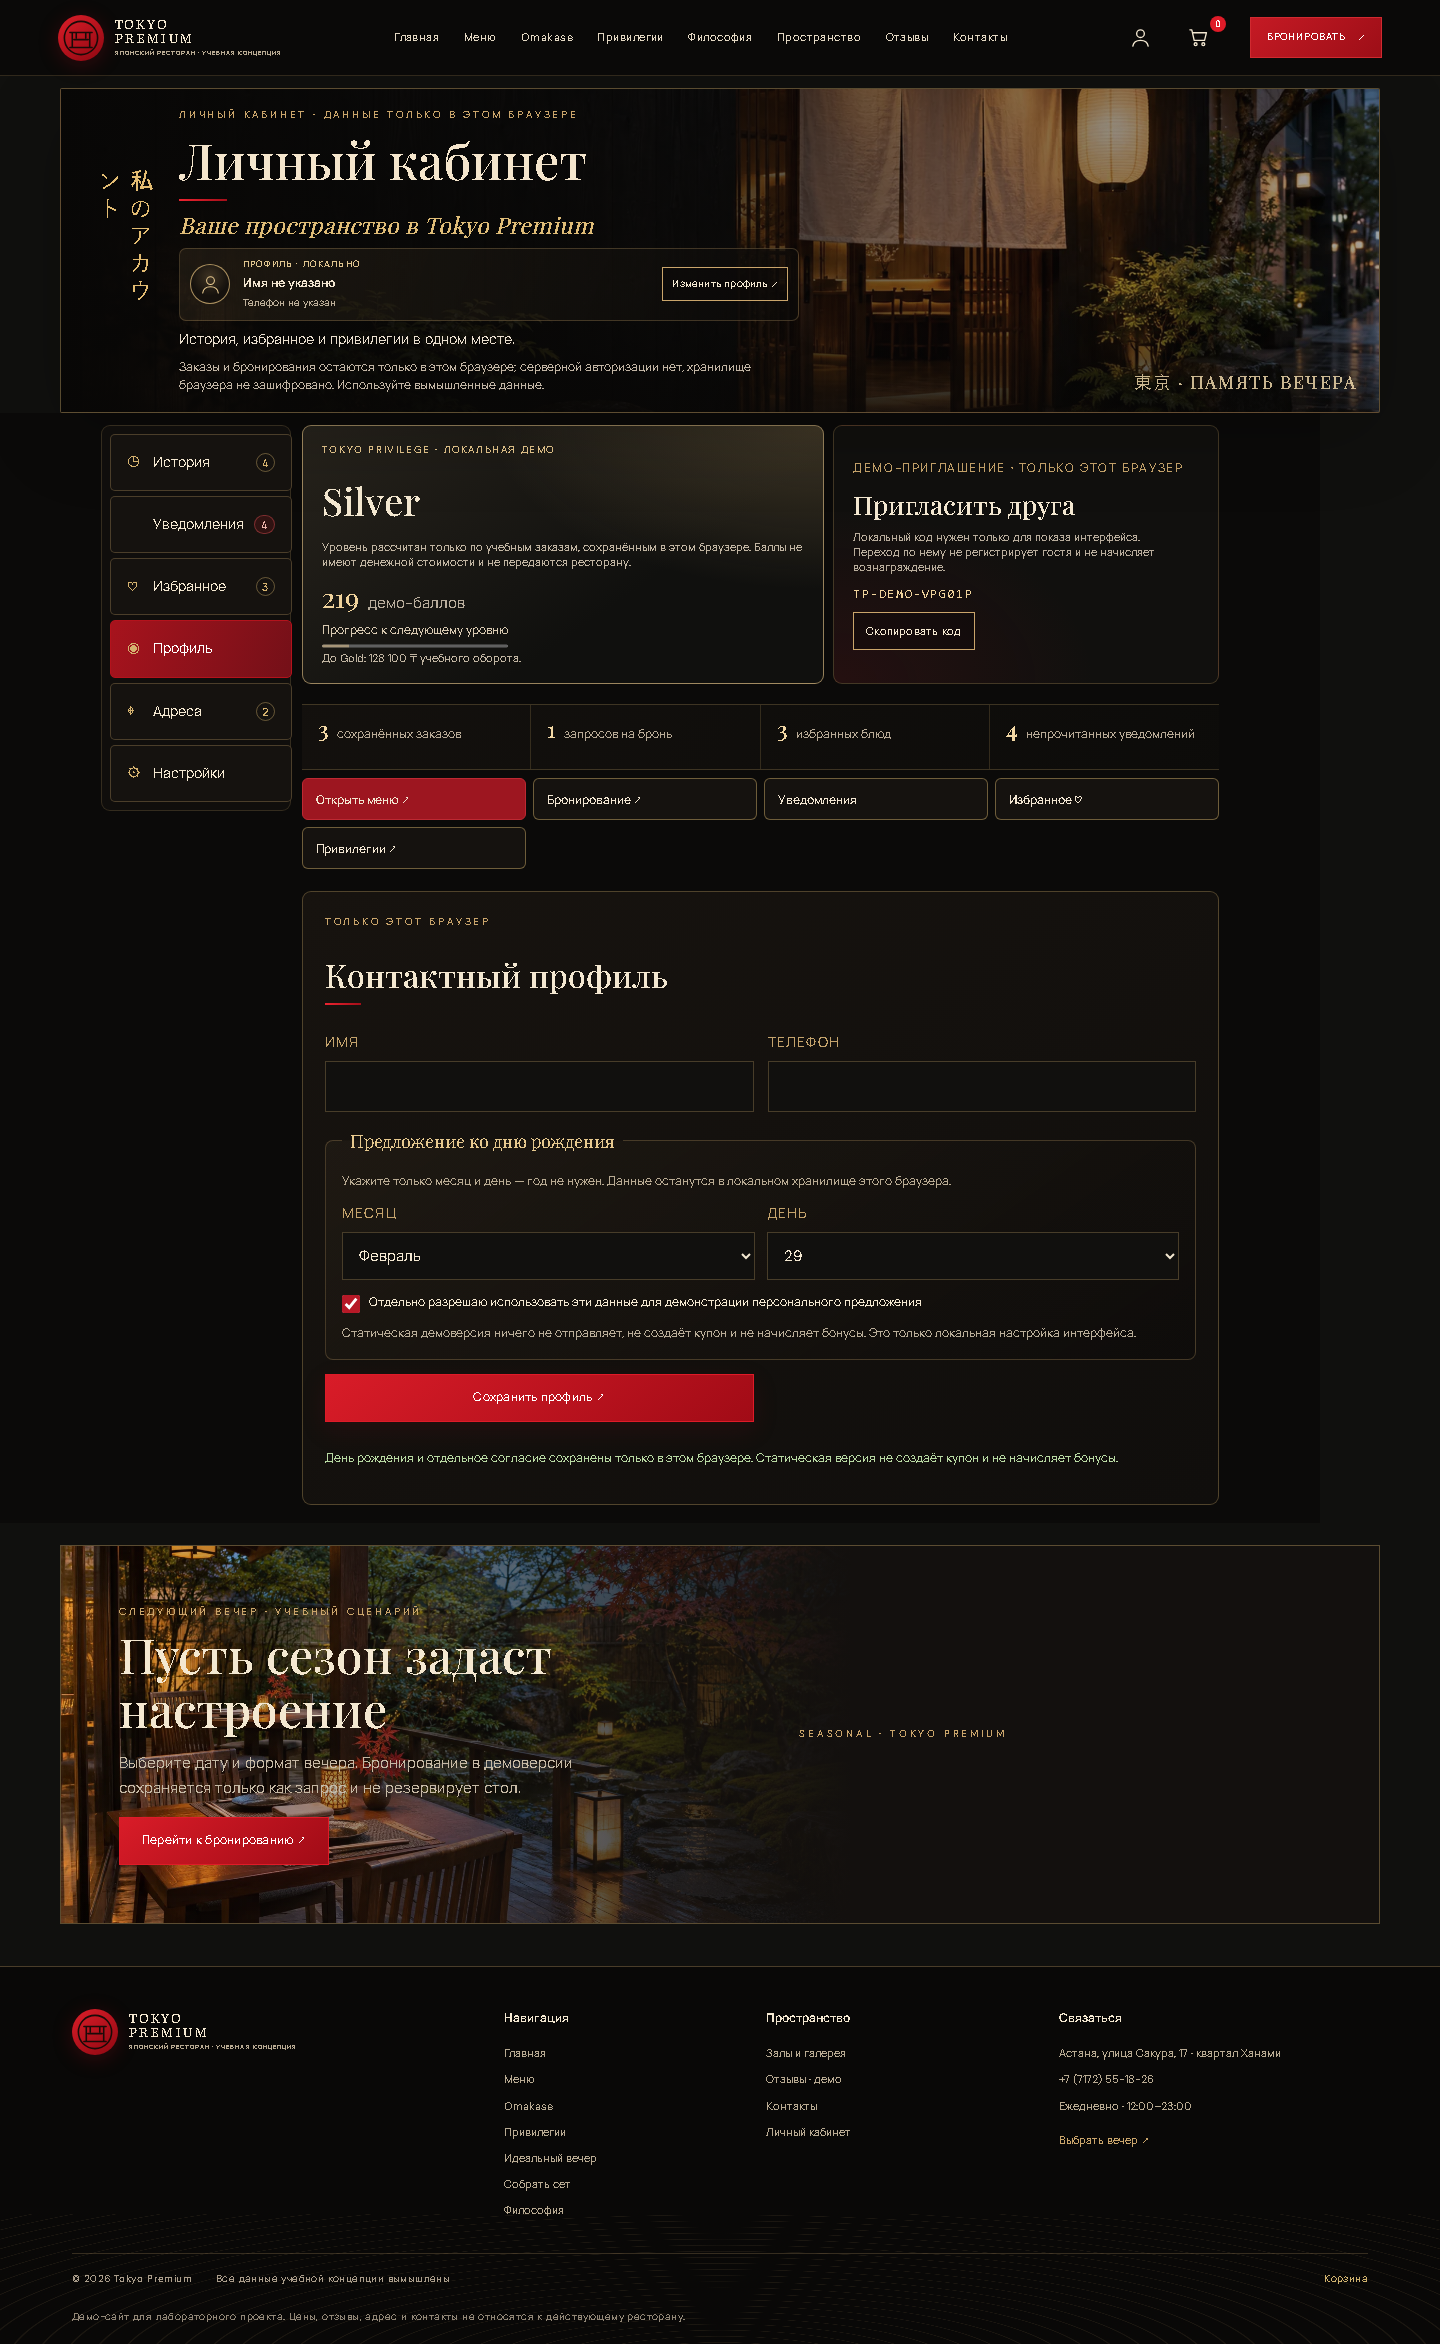 TOKYO
PREMIUM
ЯПОНСКИЙ РЕСТОРАН · УЧЕБНАЯ КОНЦЕПЦИЯ
Главная
Меню
Omakase
Привилегии
Философия
Пространство
Отзывы
Контакты
0
БРОНИРОВАТЬ ↗
私のアカウ
ント
ЛИЧНЫЙ КАБИНЕТ · ДАННЫЕ ТОЛЬКО В ЭТОМ БРАУЗЕРЕ
Личный кабинет
Ваше пространство в Tokyo Premium
ПРОФИЛЬ · ЛОКАЛЬНО
Имя не указано
Телефон не указан
Изменить профиль ↗
История, избранное и привилегии в одном месте.
Заказы и бронирования остаются только в этом браузере; серверной авторизации нет, хранилище
браузера не зашифровано. Используйте вымышленные данные.
東京 · ПАМЯТЬ ВЕЧЕРА
История 4
Уведомления 4
Избранное 3
Профиль
Адреса 2
Настройки
TOKYO PRIVILEGE · ЛОКАЛЬНАЯ ДЕМО
Silver
Уровень рассчитан только по учебным заказам, сохранённым в этом браузере. Баллы не
имеют денежной стоимости и не передаются ресторану.
219 демо-баллов
Прогресс к следующему уровню
До Gold: 128 100 ₸ учебного оборота.
ДЕМО-ПРИГЛАШЕНИЕ · ТОЛЬКО ЭТОТ БРАУЗЕР
Пригласить друга
Локальный код нужен только для показа интерфейса.
Переход по нему не регистрирует гостя и не начисляет
вознаграждение.
TP-DEMO-VPG01P
Скопировать код
3 сохранённых заказов
1 запросов на бронь
3 избранных блюд
4 непрочитанных уведомлений
Открыть меню ↗
Бронирование ↗
Уведомления
Избранное ♡
Привилегии ↗
ТОЛЬКО ЭТОТ БРАУЗЕР
Контактный профиль
ИМЯ
ТЕЛЕФОН
Предложение ко дню рождения
Укажите только месяц и день — год не нужен. Данные останутся в локальном хранилище этого браузера.
МЕСЯЦ
ДЕНЬ
Февраль
29
Отдельно разрешаю использовать эти данные для демонстрации персонального предложения
Статическая демоверсия ничего не отправляет, не создаёт купон и не начисляет бонусы. Это только локальная настройка интерфейса.
Сохранить профиль ↗
День рождения и отдельное согласие сохранены только в этом браузере. Статическая версия не создаёт купон и не начисляет бонусы.
СЛЕДУЮЩИЙ ВЕЧЕР · УЧЕБНЫЙ СЦЕНАРИЙ
Пусть сезон задаст
настроение
Выберите дату и формат вечера. Бронирование в демоверсии
сохраняется только как запрос и не резервирует стол.
Перейти к бронированию ↗
SEASONAL · TOKYO PREMIUM
TOKYO
PREMIUM
ЯПОНСКИЙ РЕСТОРАН · УЧЕБНАЯ КОНЦЕПЦИЯ
Навигация
Главная
Меню
Omakase
Привилегии
Идеальный вечер
Собрать сет
Философия
Пространство
Залы и галерея
Отзывы · демо
Контакты
Личный кабинет
Связаться
Астана, улица Сакура, 17 · квартал Ханами
+7 (7172) 55-18-26
Ежедневно · 12:00–23:00
Выбрать вечер ↗
© 2026 Tokyo Premium
Все данные учебной концепции вымышлены
Корзина
Демо-сайт для лабораторного проекта. Цены, отзывы, адрес и контакты не относятся к действующему ресторану.